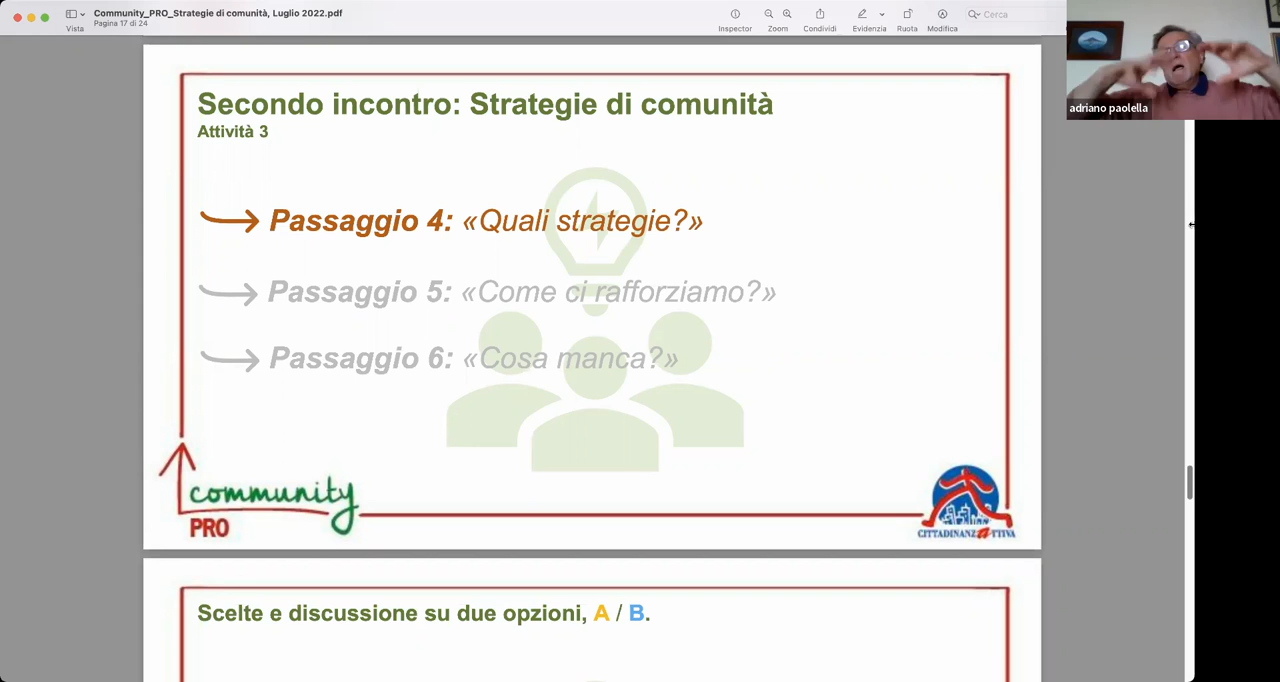 Community_PRO_Strategie di comunità, Luglio 2022.pdf
Pagina 17 di 24
Vista
Inspector
Zoom
Condividi
Evidenzia
Ruota
Modifica
Cerca
adriano paolella
Secondo incontro: Strategie di comunità
Attività 3
Passaggio 4: «Quali strategie?»
Passaggio 5: «Come ci rafforziamo?»
Passaggio 6: «Cosa manca?»
community
PRO
CITTADINANZATTIVA
Scelte e discussione su due opzioni, A / B.